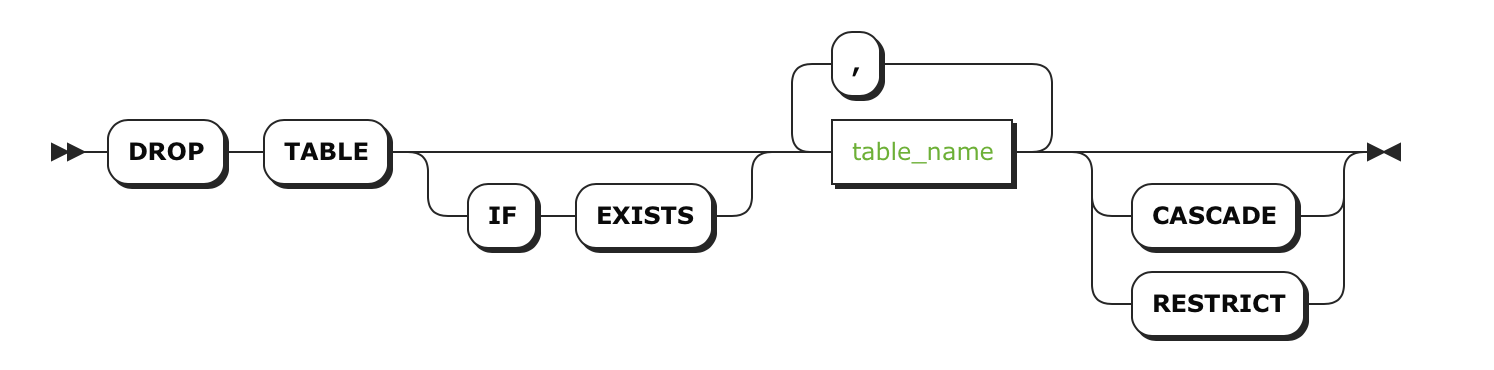 ,
DROP TABLE table_name
IF EXISTS CASCADE
RESTRICT